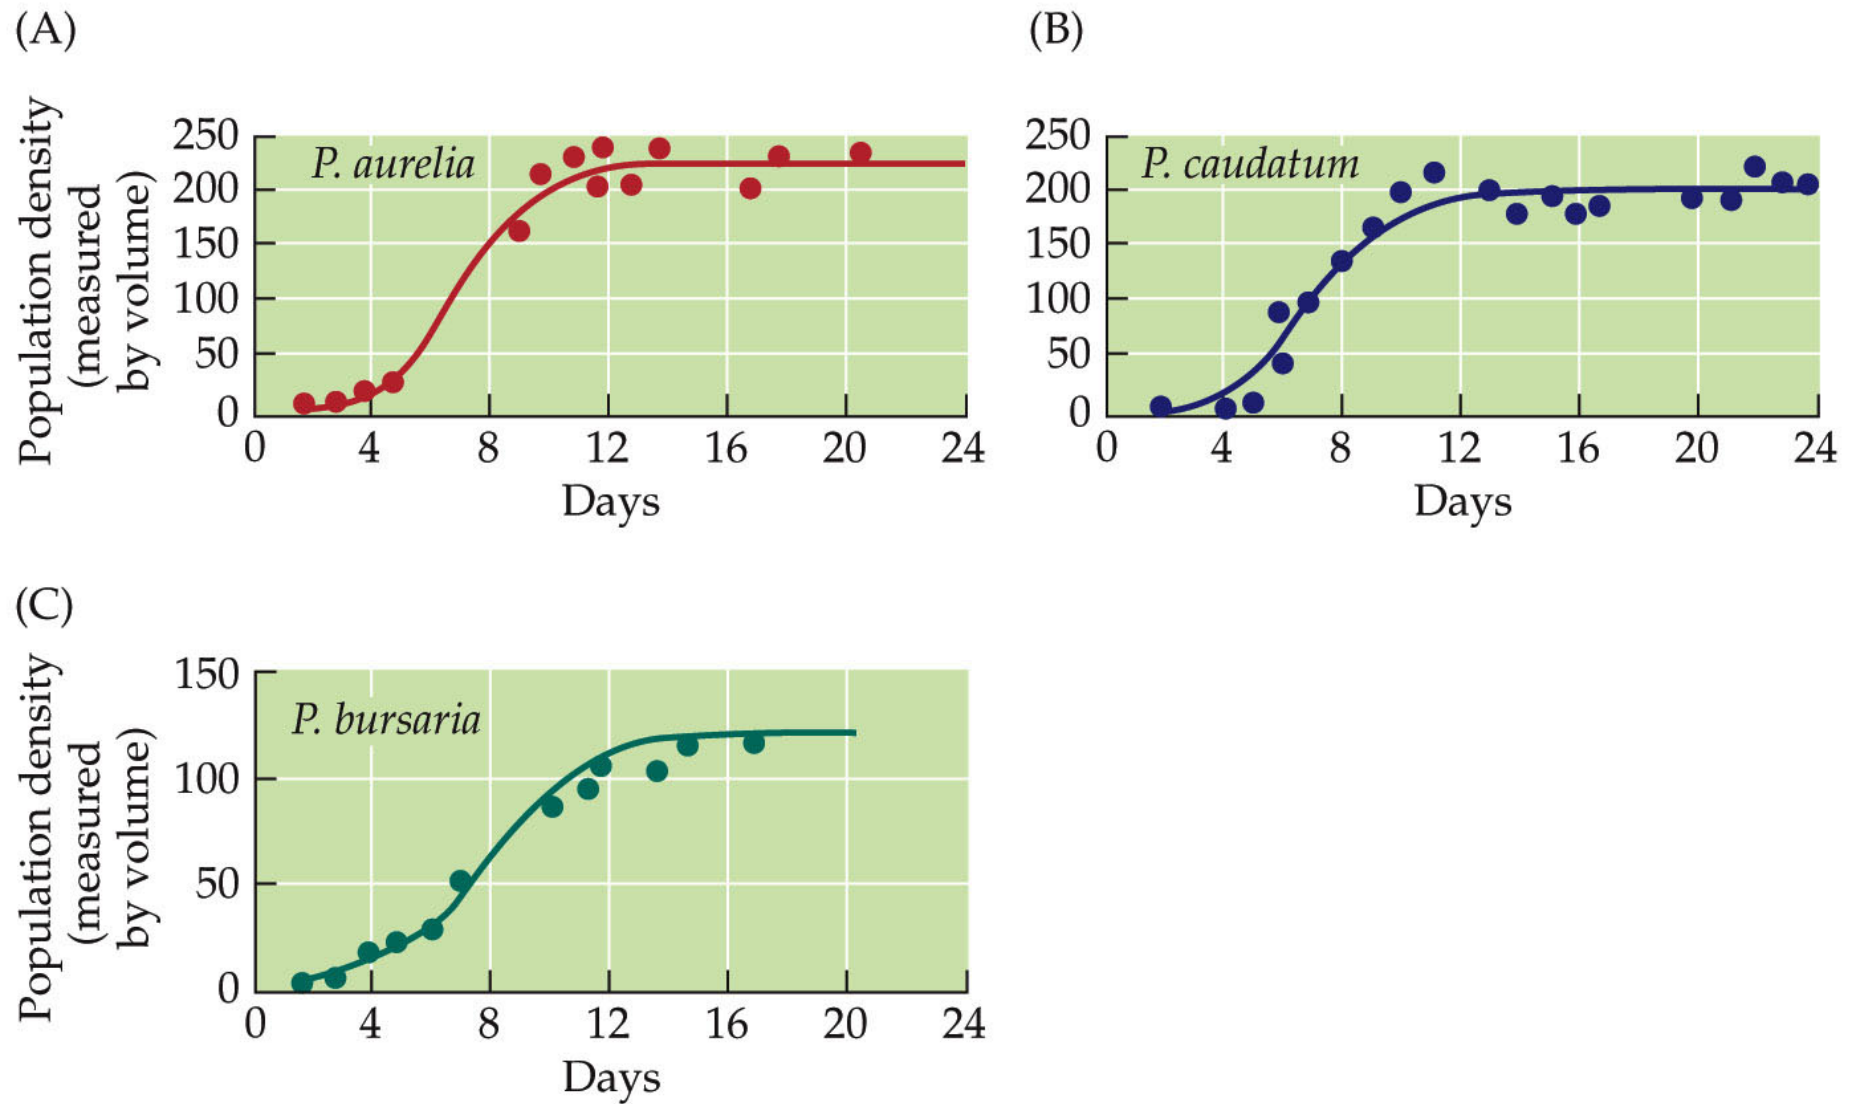 (A)
Population density
(measured
by volume)
250
200
150
100
50
0
P. aurelia
0 4 8 12 16 20 24
Days
(B)
250
200
150
100
50
0
P. caudatum
0 4 8 12 16 20 24
Days
(C)
Population density
(measured
by volume)
150
100
50
0
P. bursaria
0 4 8 12 16 20 24
Days